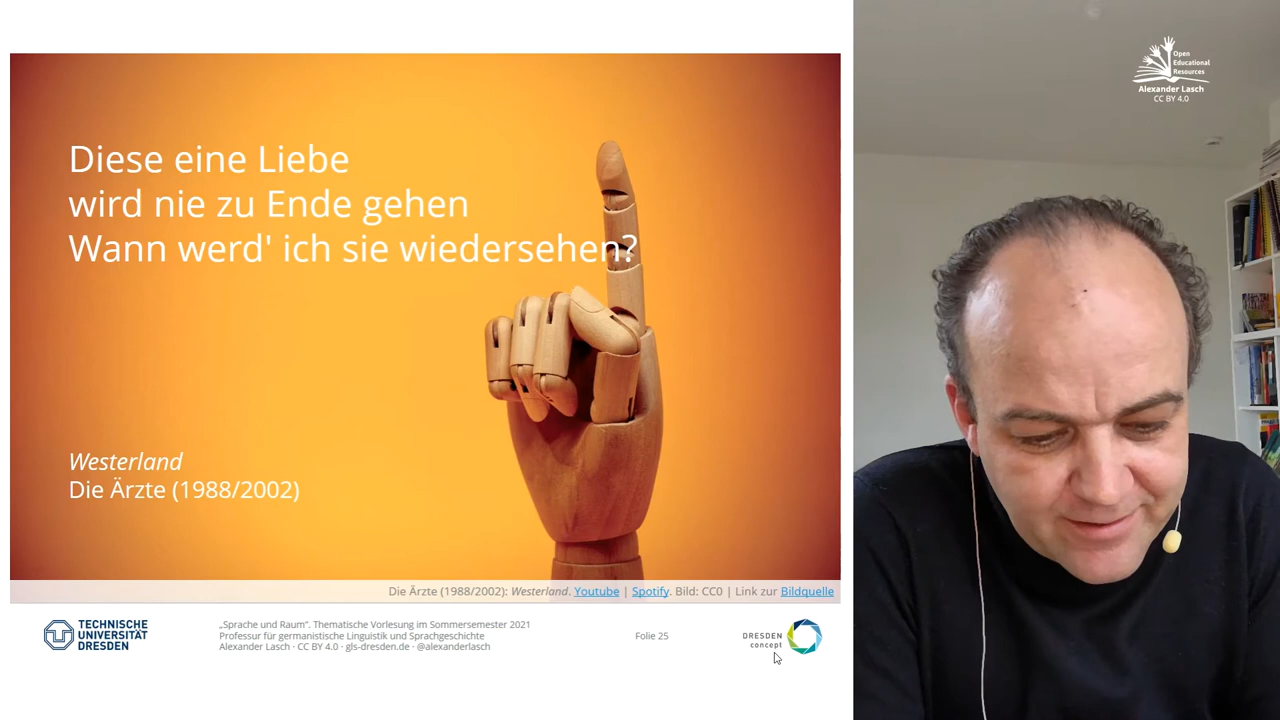 Diese eine Liebe
wird nie zu Ende gehen
Wann werd' ich sie wiedersehen?
Westerland
Die Ärzte (1988/2002)
Die Ärzte (1988/2002): Westerland. Youtube | Spotify. Bild: CC0 | Link zur Bildquelle
TECHNISCHE
UNIVERSITÄT
DRESDEN
„Sprache und Raum“. Thematische Vorlesung im Sommersemester 2021
Professur für germanistische Linguistik und Sprachgeschichte
Alexander Lasch · CC BY 4.0 · gls-dresden.de · @alexanderlasch
Folie 25
DRESDEN
concept
Open
Educational
Resources
Alexander Lasch
CC BY 4.0